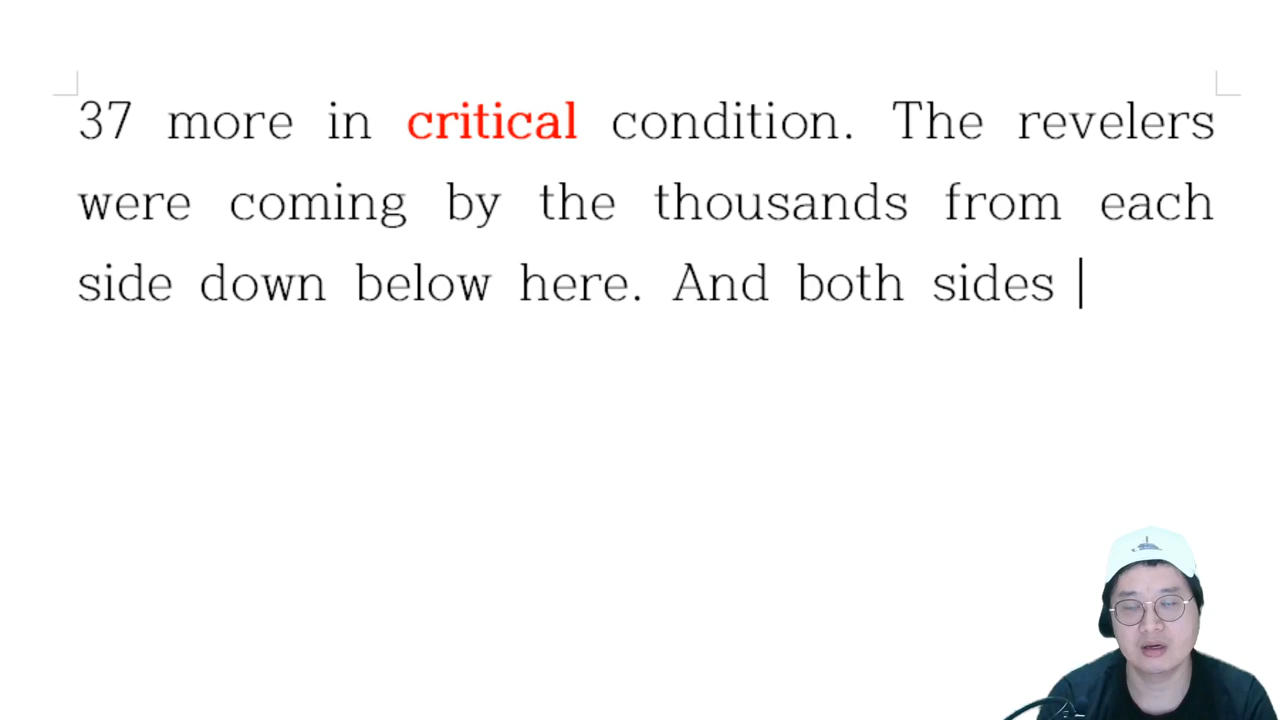 37 more in critical condition. The revelers
were coming by the thousands from each
side down below here. And both sides